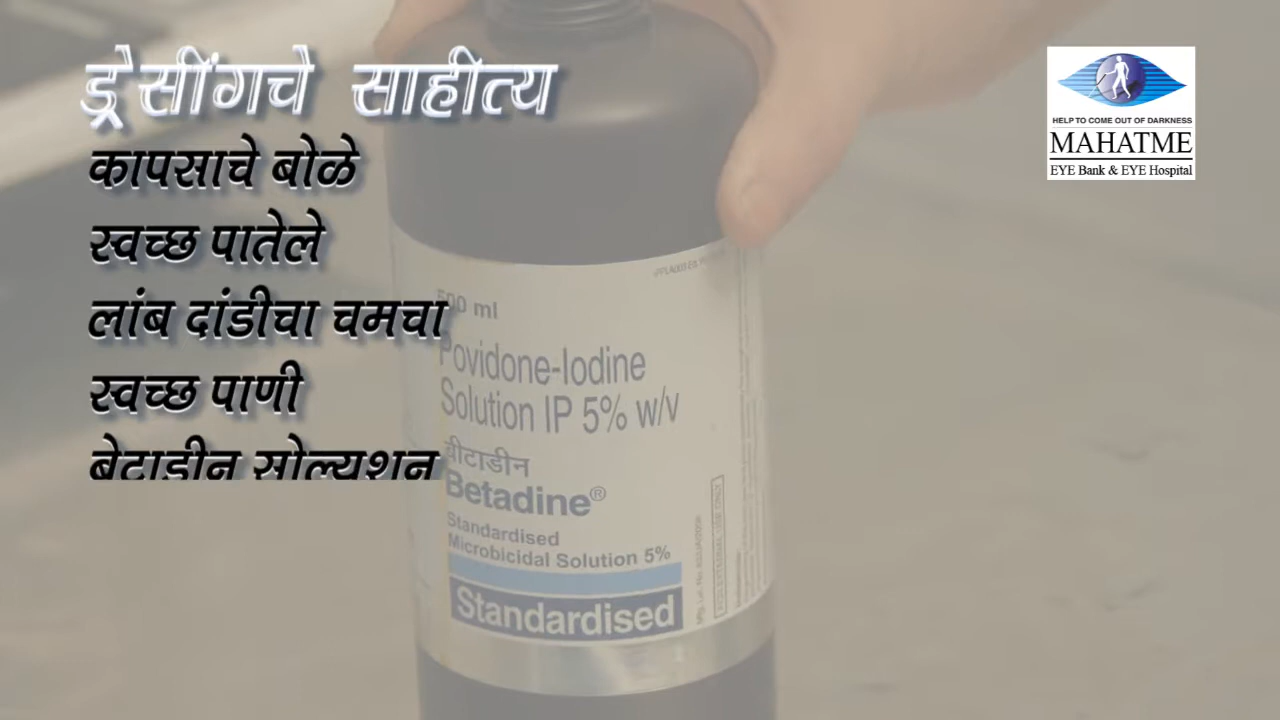 ड्रेसींगचे साहीत्य
कापसाचे बोळे
स्वच्छ पातेले
लांब दांडीचा चमचा
स्वच्छ पाणी
बेटाडीन सोल्यशन
HELP TO COME OUT OF DARKNESS
MAHATME
EYE Bank & EYE Hospital
500 ml
Povidone-Iodine
Solution IP 5% w/v
बीटाडीन
Betadine®
Standardised
Microbicidal Solution 5%
Standardised